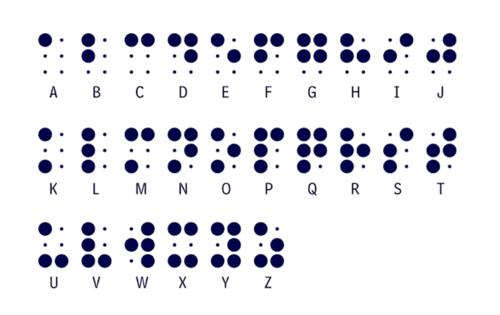 A B C D E F G H I J
K L M N O P Q R S T
U V W X Y Z